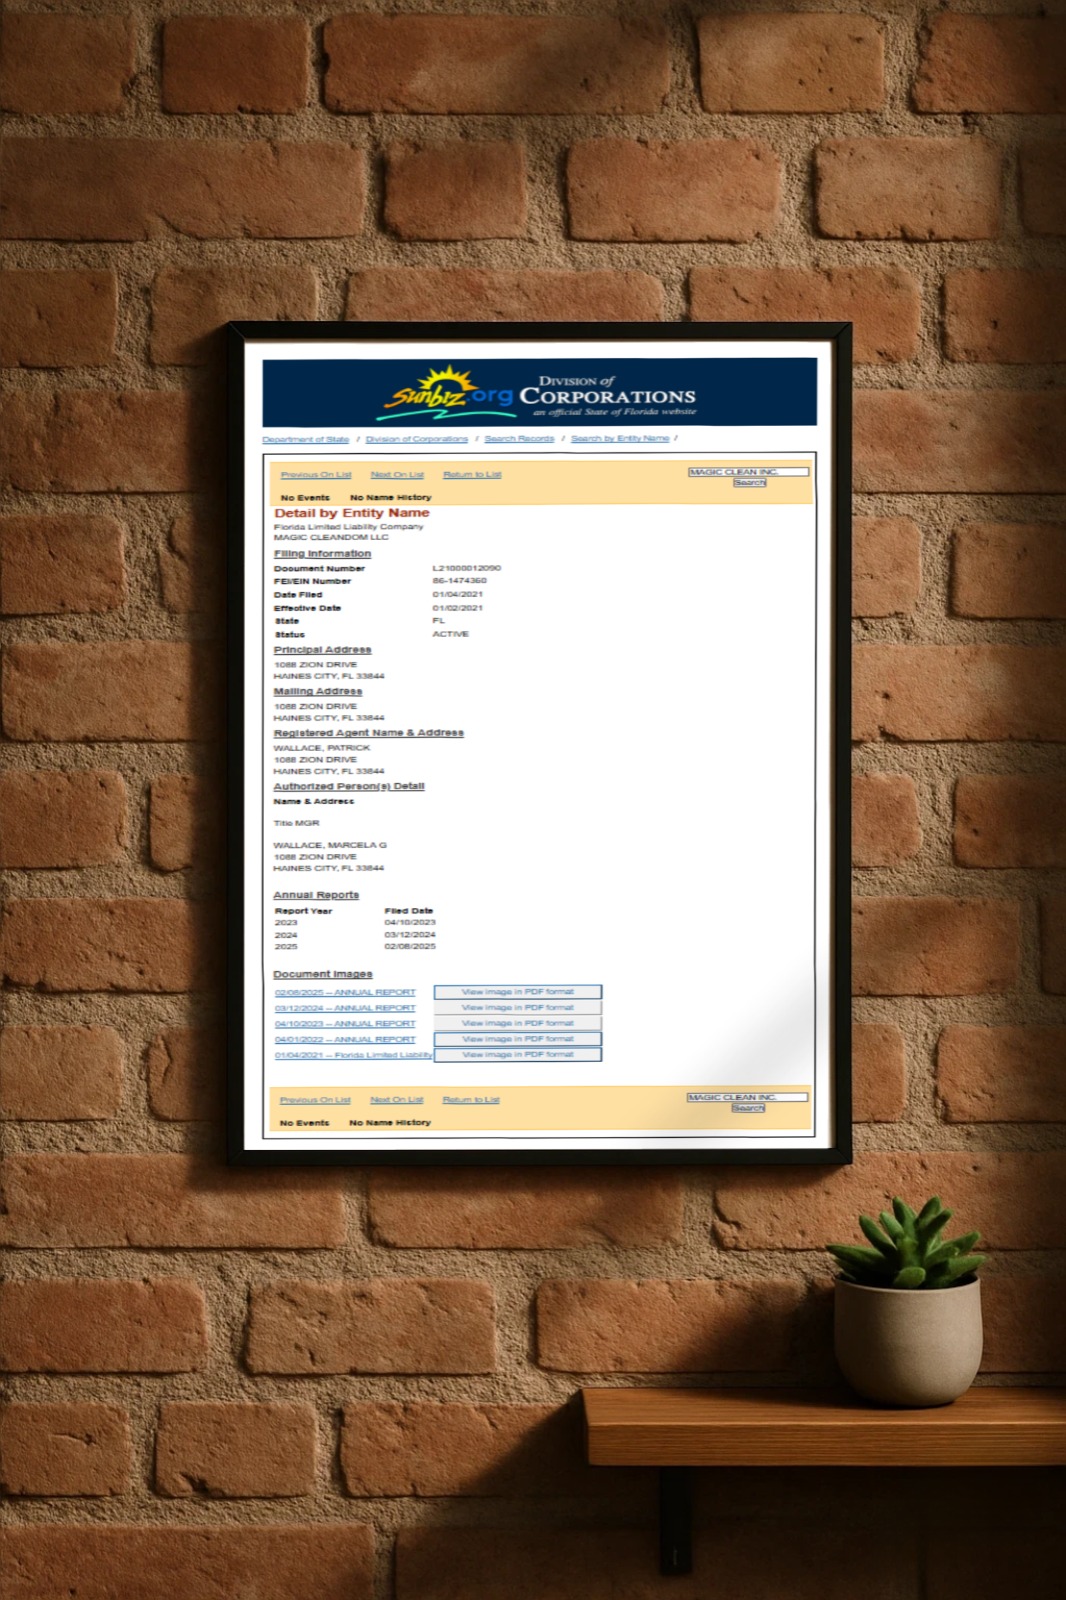 sunbiz.org DIVISION of CORPORATIONS
an official State of Florida website
Department of State / Division of Corporations / Search Records / Search by Entity Name /
Previous On List Next On List Return to List MAGIC CLEAN INC.
Search
No Events No Name History
Detail by Entity Name
Florida Limited Liability Company
MAGIC CLEANDOM LLC
Filing Information
Document Number L21000012090
FEI/EIN Number 86-1474360
Date Filed 01/04/2021
Effective Date 01/02/2021
State FL
Status ACTIVE
Principal Address
1088 ZION DRIVE
HAINES CITY, FL 33844
Mailing Address
1088 ZION DRIVE
HAINES CITY, FL 33844
Registered Agent Name & Address
WALLACE, PATRICK
1088 ZION DRIVE
HAINES CITY, FL 33844
Authorized Person(s) Detail
Name & Address
Title MGR
WALLACE, MARCELA G
1088 ZION DRIVE
HAINES CITY, FL 33844
Annual Reports
Report Year Filed Date
2023 04/10/2023
2024 03/12/2024
2025 02/08/2025
Document Images
02/08/2025 -- ANNUAL REPORT View image in PDF format
03/12/2024 -- ANNUAL REPORT View image in PDF format
04/10/2023 -- ANNUAL REPORT View image in PDF format
04/01/2022 -- ANNUAL REPORT View image in PDF format
01/04/2021 -- Florida Limited Liability View image in PDF format
Previous On List Next On List Return to List MAGIC CLEAN INC.
Search
No Events No Name History